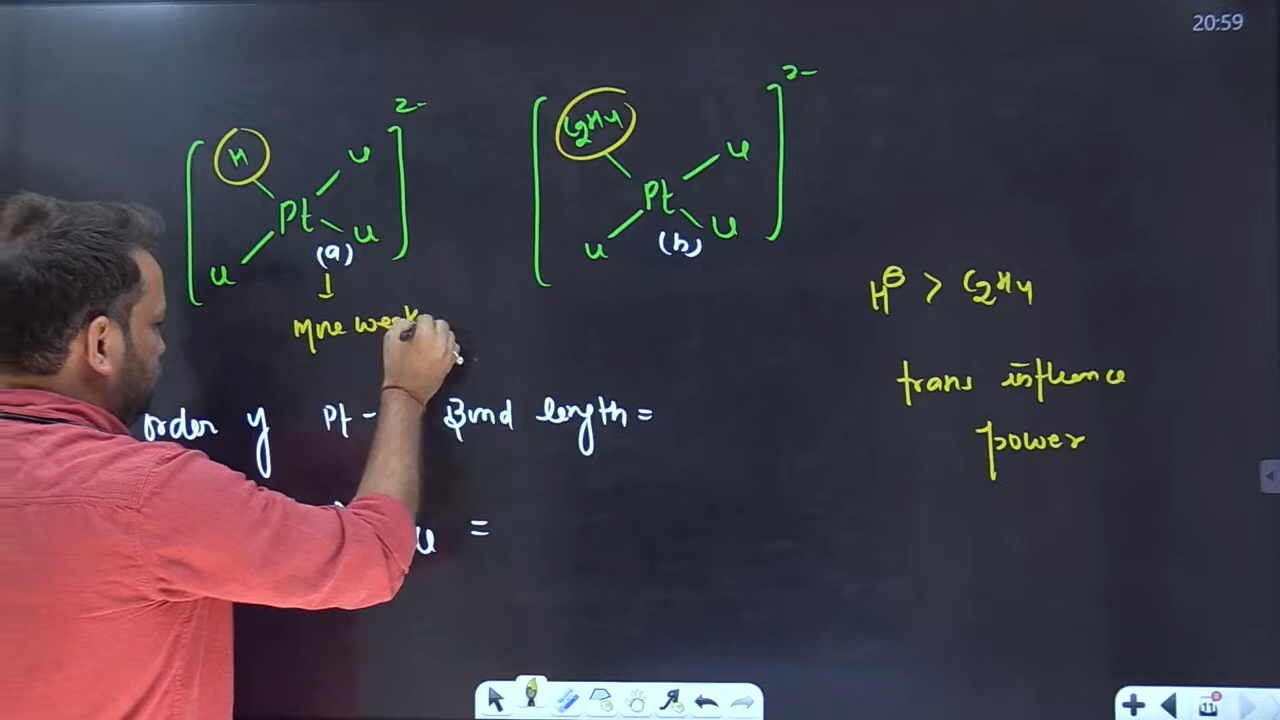 20:59
[ H Pt Cl Cl Cl ]2-
(a)
More weak
[ C2H4 Pt Cl Cl Cl ]2-
(b)
H⊖ > C2H4
trans influence
power
order of Pt- Bond length =
Cl =
11